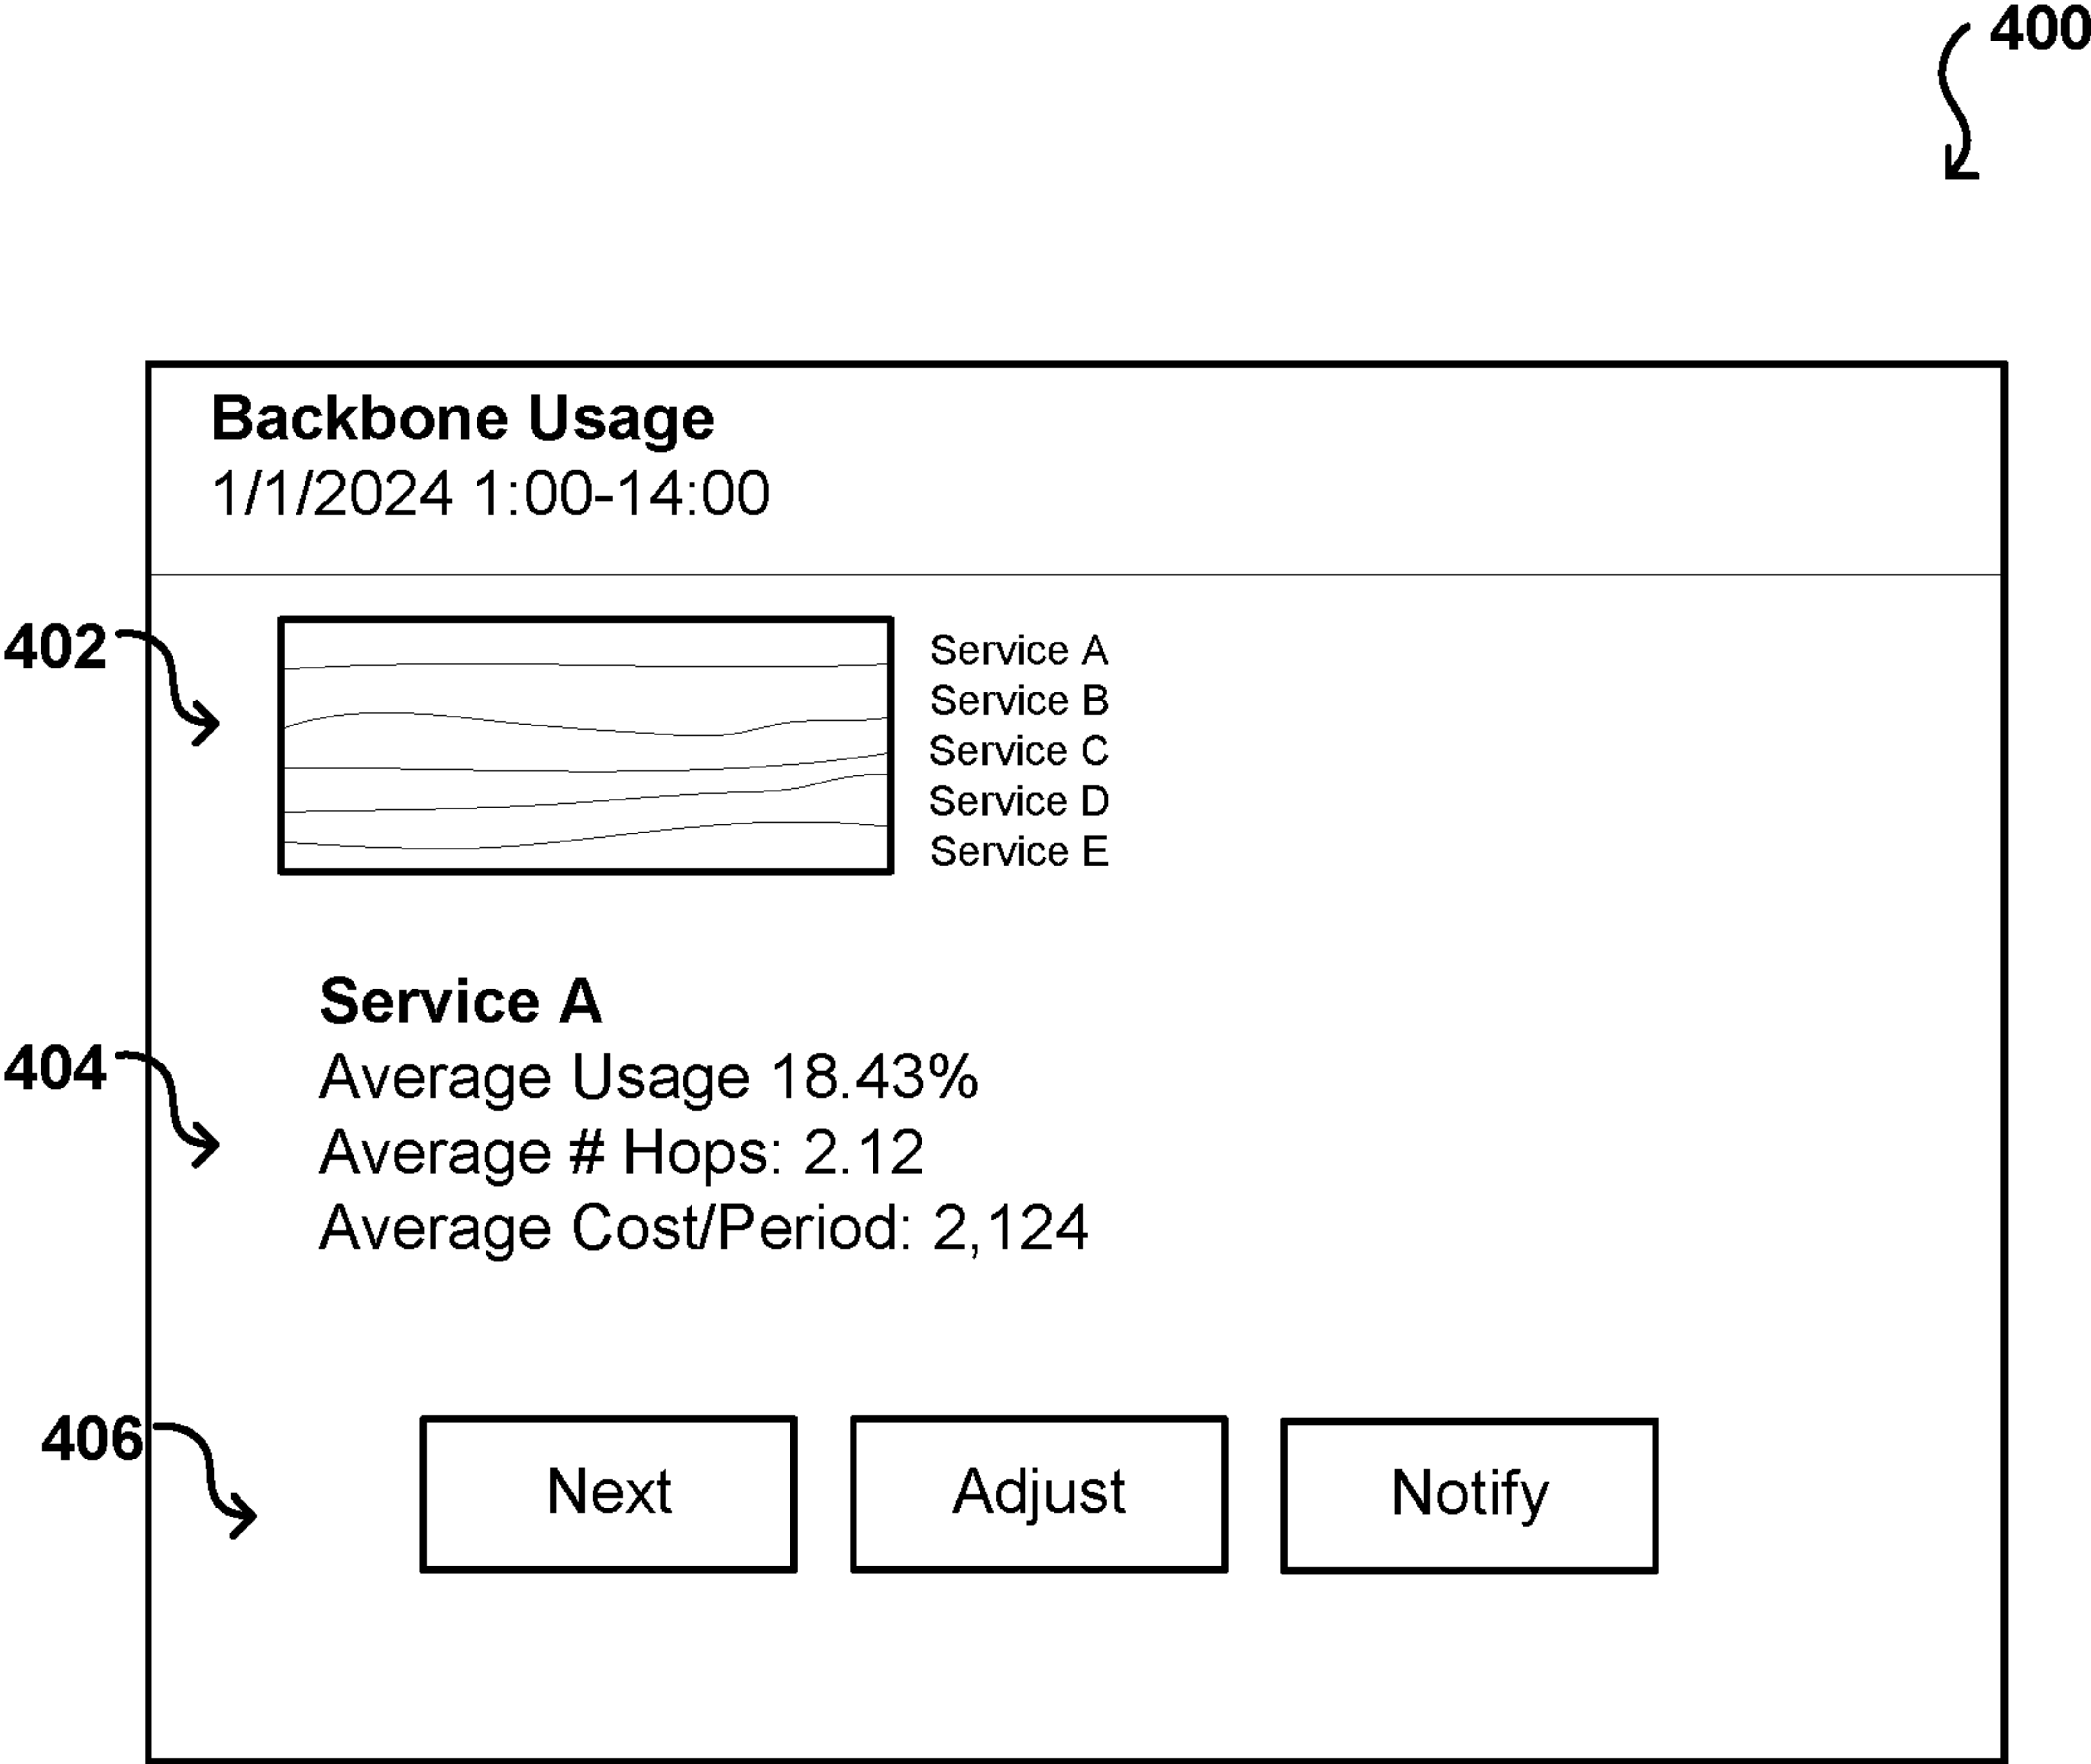 400
Backbone Usage
1/1/2024 1:00-14:00
402
Service A
Service B
Service C
Service D
Service E
Service A
404
Average Usage 18.43%
Average # Hops: 2.12
Average Cost/Period: 2,124
406
Next
Adjust
Notify